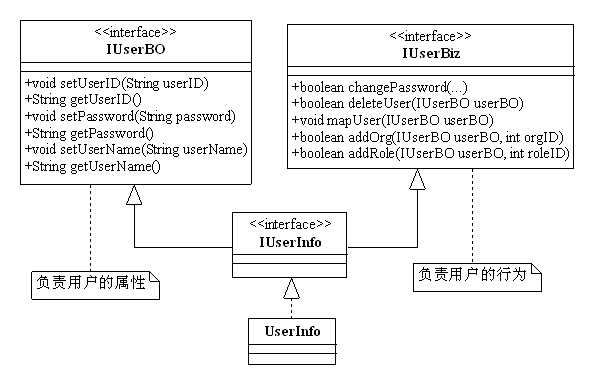 <<interface>>
IUserBO
+void setUserID(String userID)
+String getUserID()
+void setPassword(String password)
+String getPassword()
+void setUserName(String userName)
+String getUserName()
<<interface>>
IUserBiz
+boolean changePassword(...)
+boolean deleteUser(IUserBO userBO)
+void mapUser(IUserBO userBO)
+boolean addOrg(IUserBO userBO, int orgID)
+boolean addRole(IUserBO userBO, int roleID)
<<interface>>
IUserInfo
负责用户的属性
负责用户的行为
UserInfo